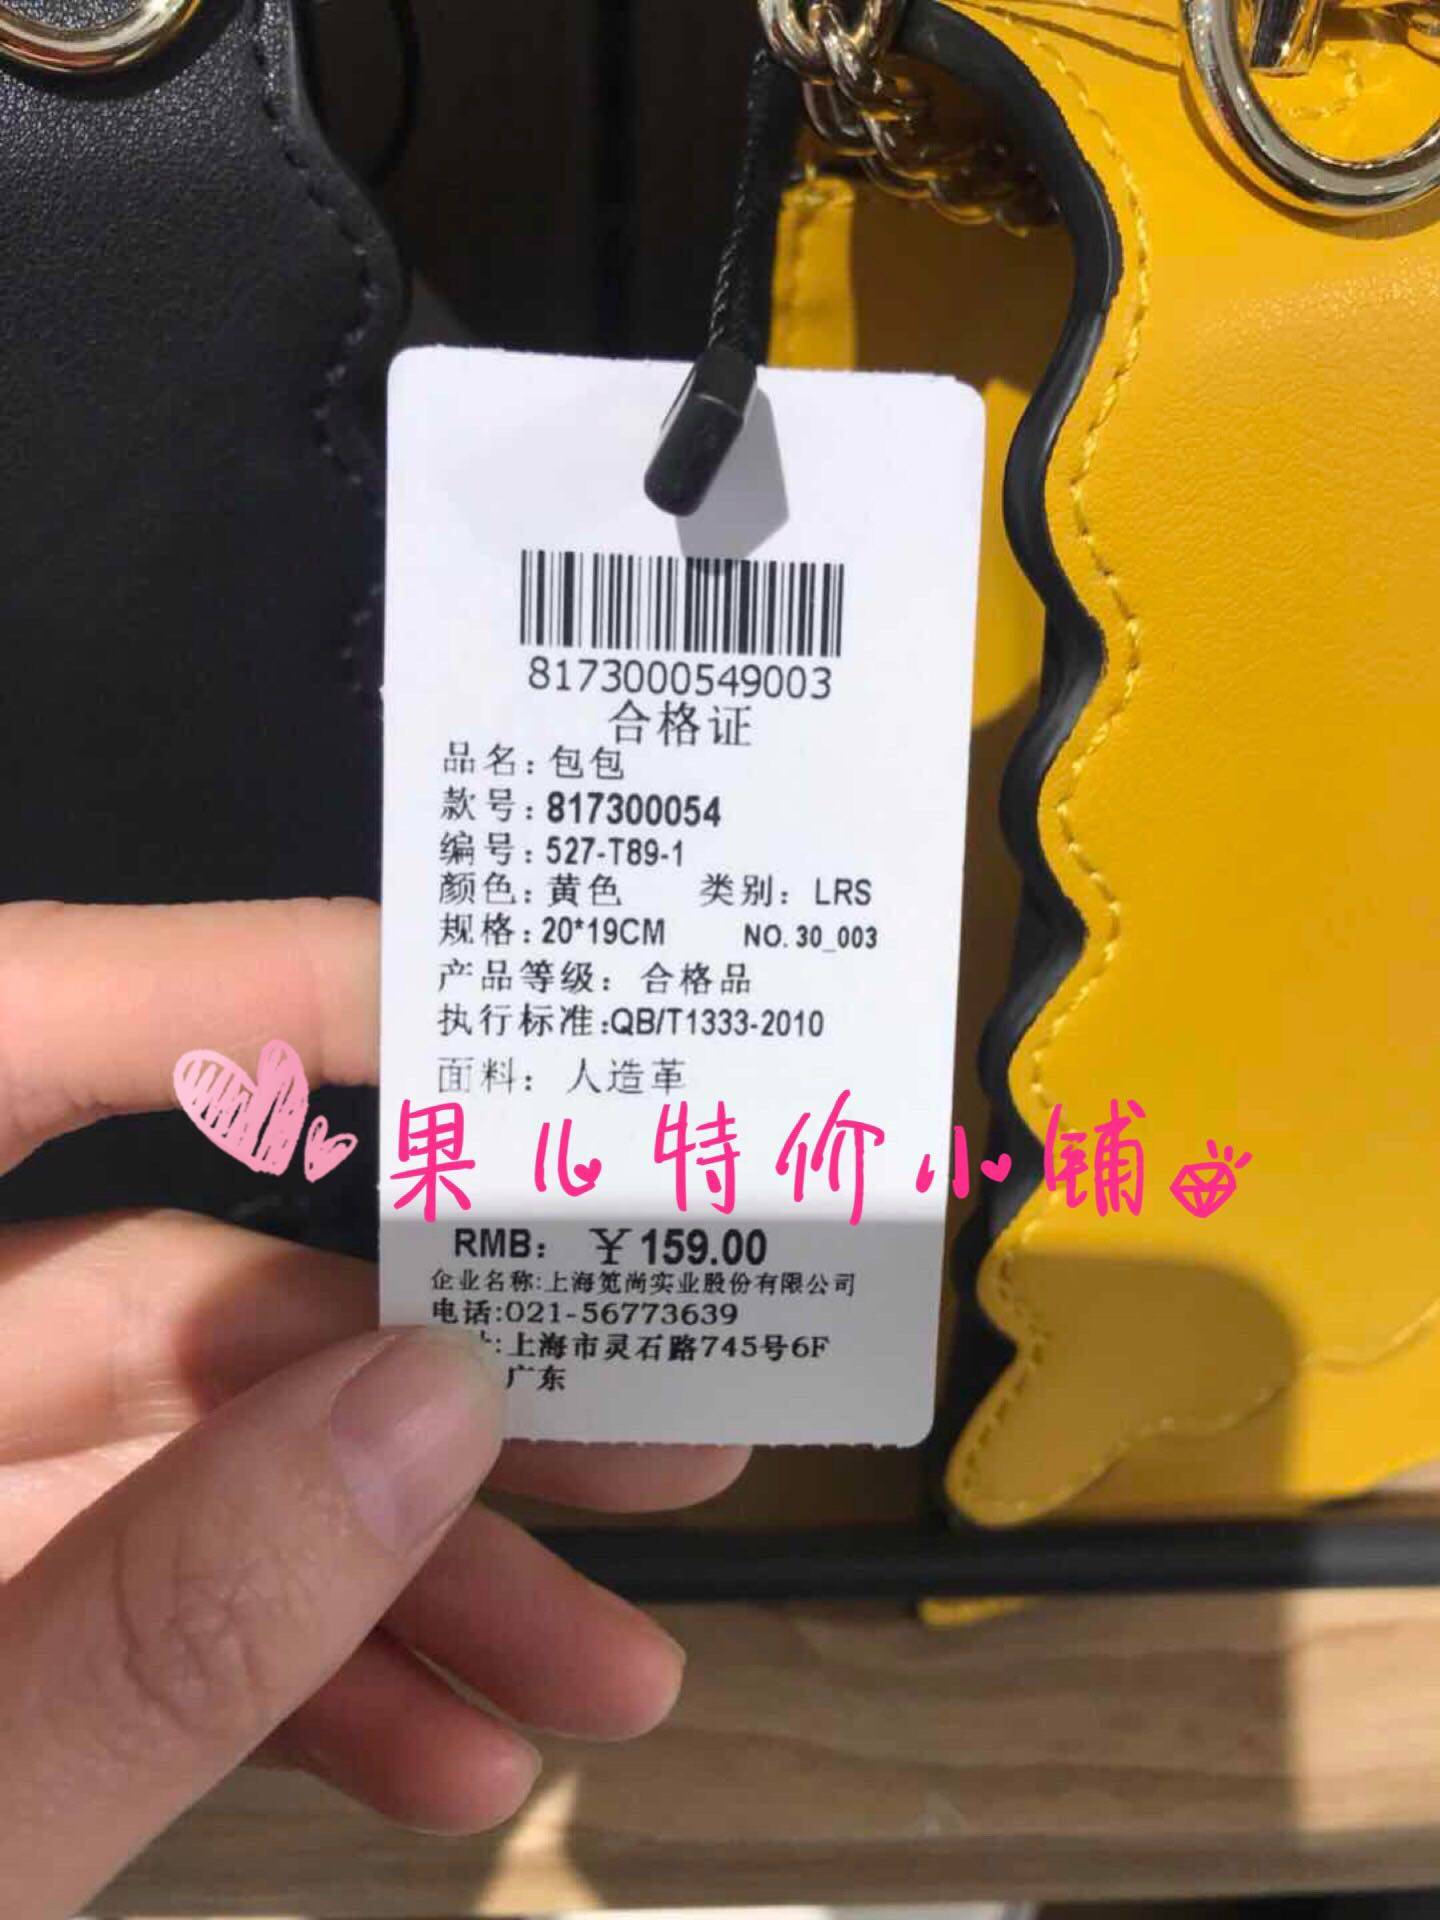 8173000549003
合格证
品名：包包
款号：817300054
编号：527-T89-1
颜色：黄色 类别：LRS
规格：20*19CM NO.30_003
产品等级：合格品
执行标准:QB/T1333-2010
面料：人造革
果儿特价小铺
RMB：￥159.00
企业名称:上海笕尚实业股份有限公司
电话:021-56773639
:上海市灵石路745号6F
广东